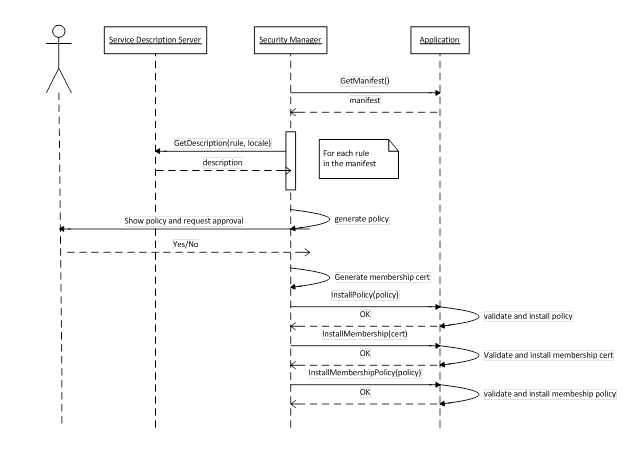 Service Description Server
Security Manager
Application
GetManifest()
manifest
GetDescription(rule, locale)
description
For each rule
in the manifest
generate policy
Show policy and request approval
Yes/No
Generate membership cert
InstallPolicy(policy)
OK
validate and install policy
InstallMembership(cert)
OK
Validate and install membership cert
InstallMembershipPolicy(policy)
OK
validate and install membeship policy